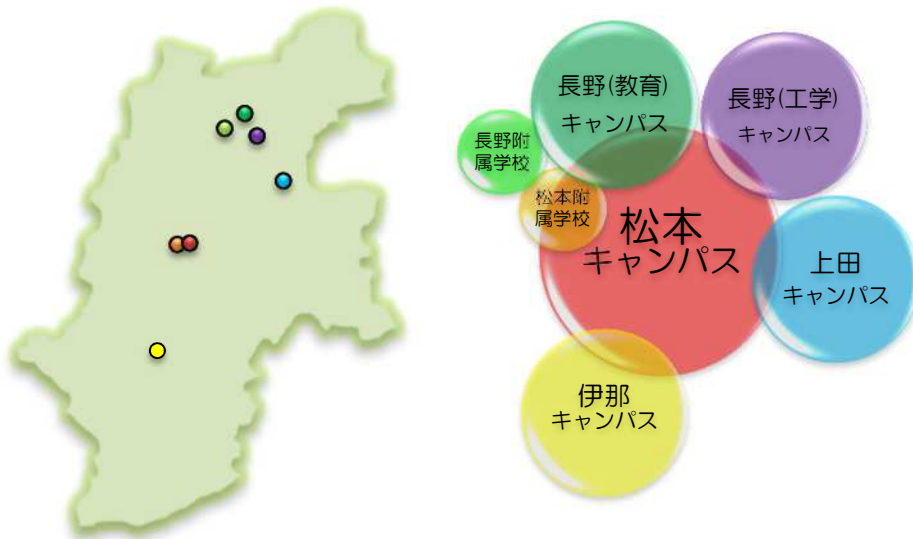 長野(教育)
キャンパス
長野(工学)
キャンパス
長野附
属学校
松本附
属学校
松本
キャンパス
上田
キャンパス
伊那
キャンパス